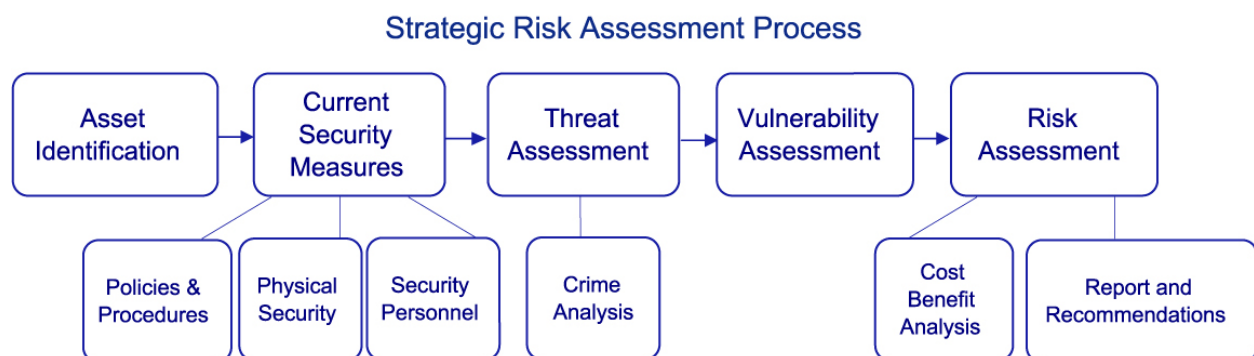 Strategic Risk Assessment Process
Asset
Identification
Current
Security
Measures
Threat
Assessment
Vulnerability
Assessment
Risk
Assessment
Policies &
Procedures
Physical
Security
Security
Personnel
Crime
Analysis
Cost
Benefit
Analysis
Report and
Recommendations